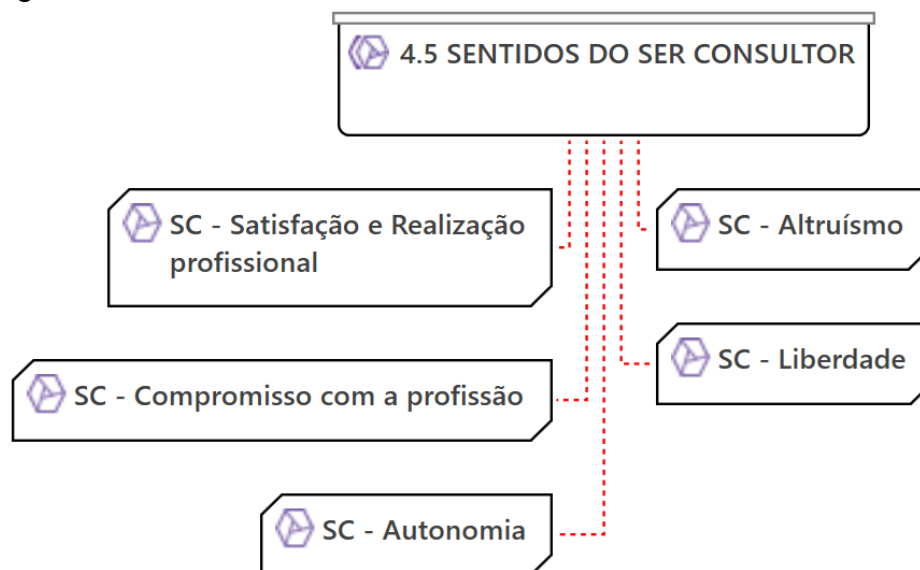 4.5 SENTIDOS DO SER CONSULTOR
SC - Satisfação e Realização
profissional
SC - Altruísmo
SC - Liberdade
SC - Compromisso com a profissão
SC - Autonomia